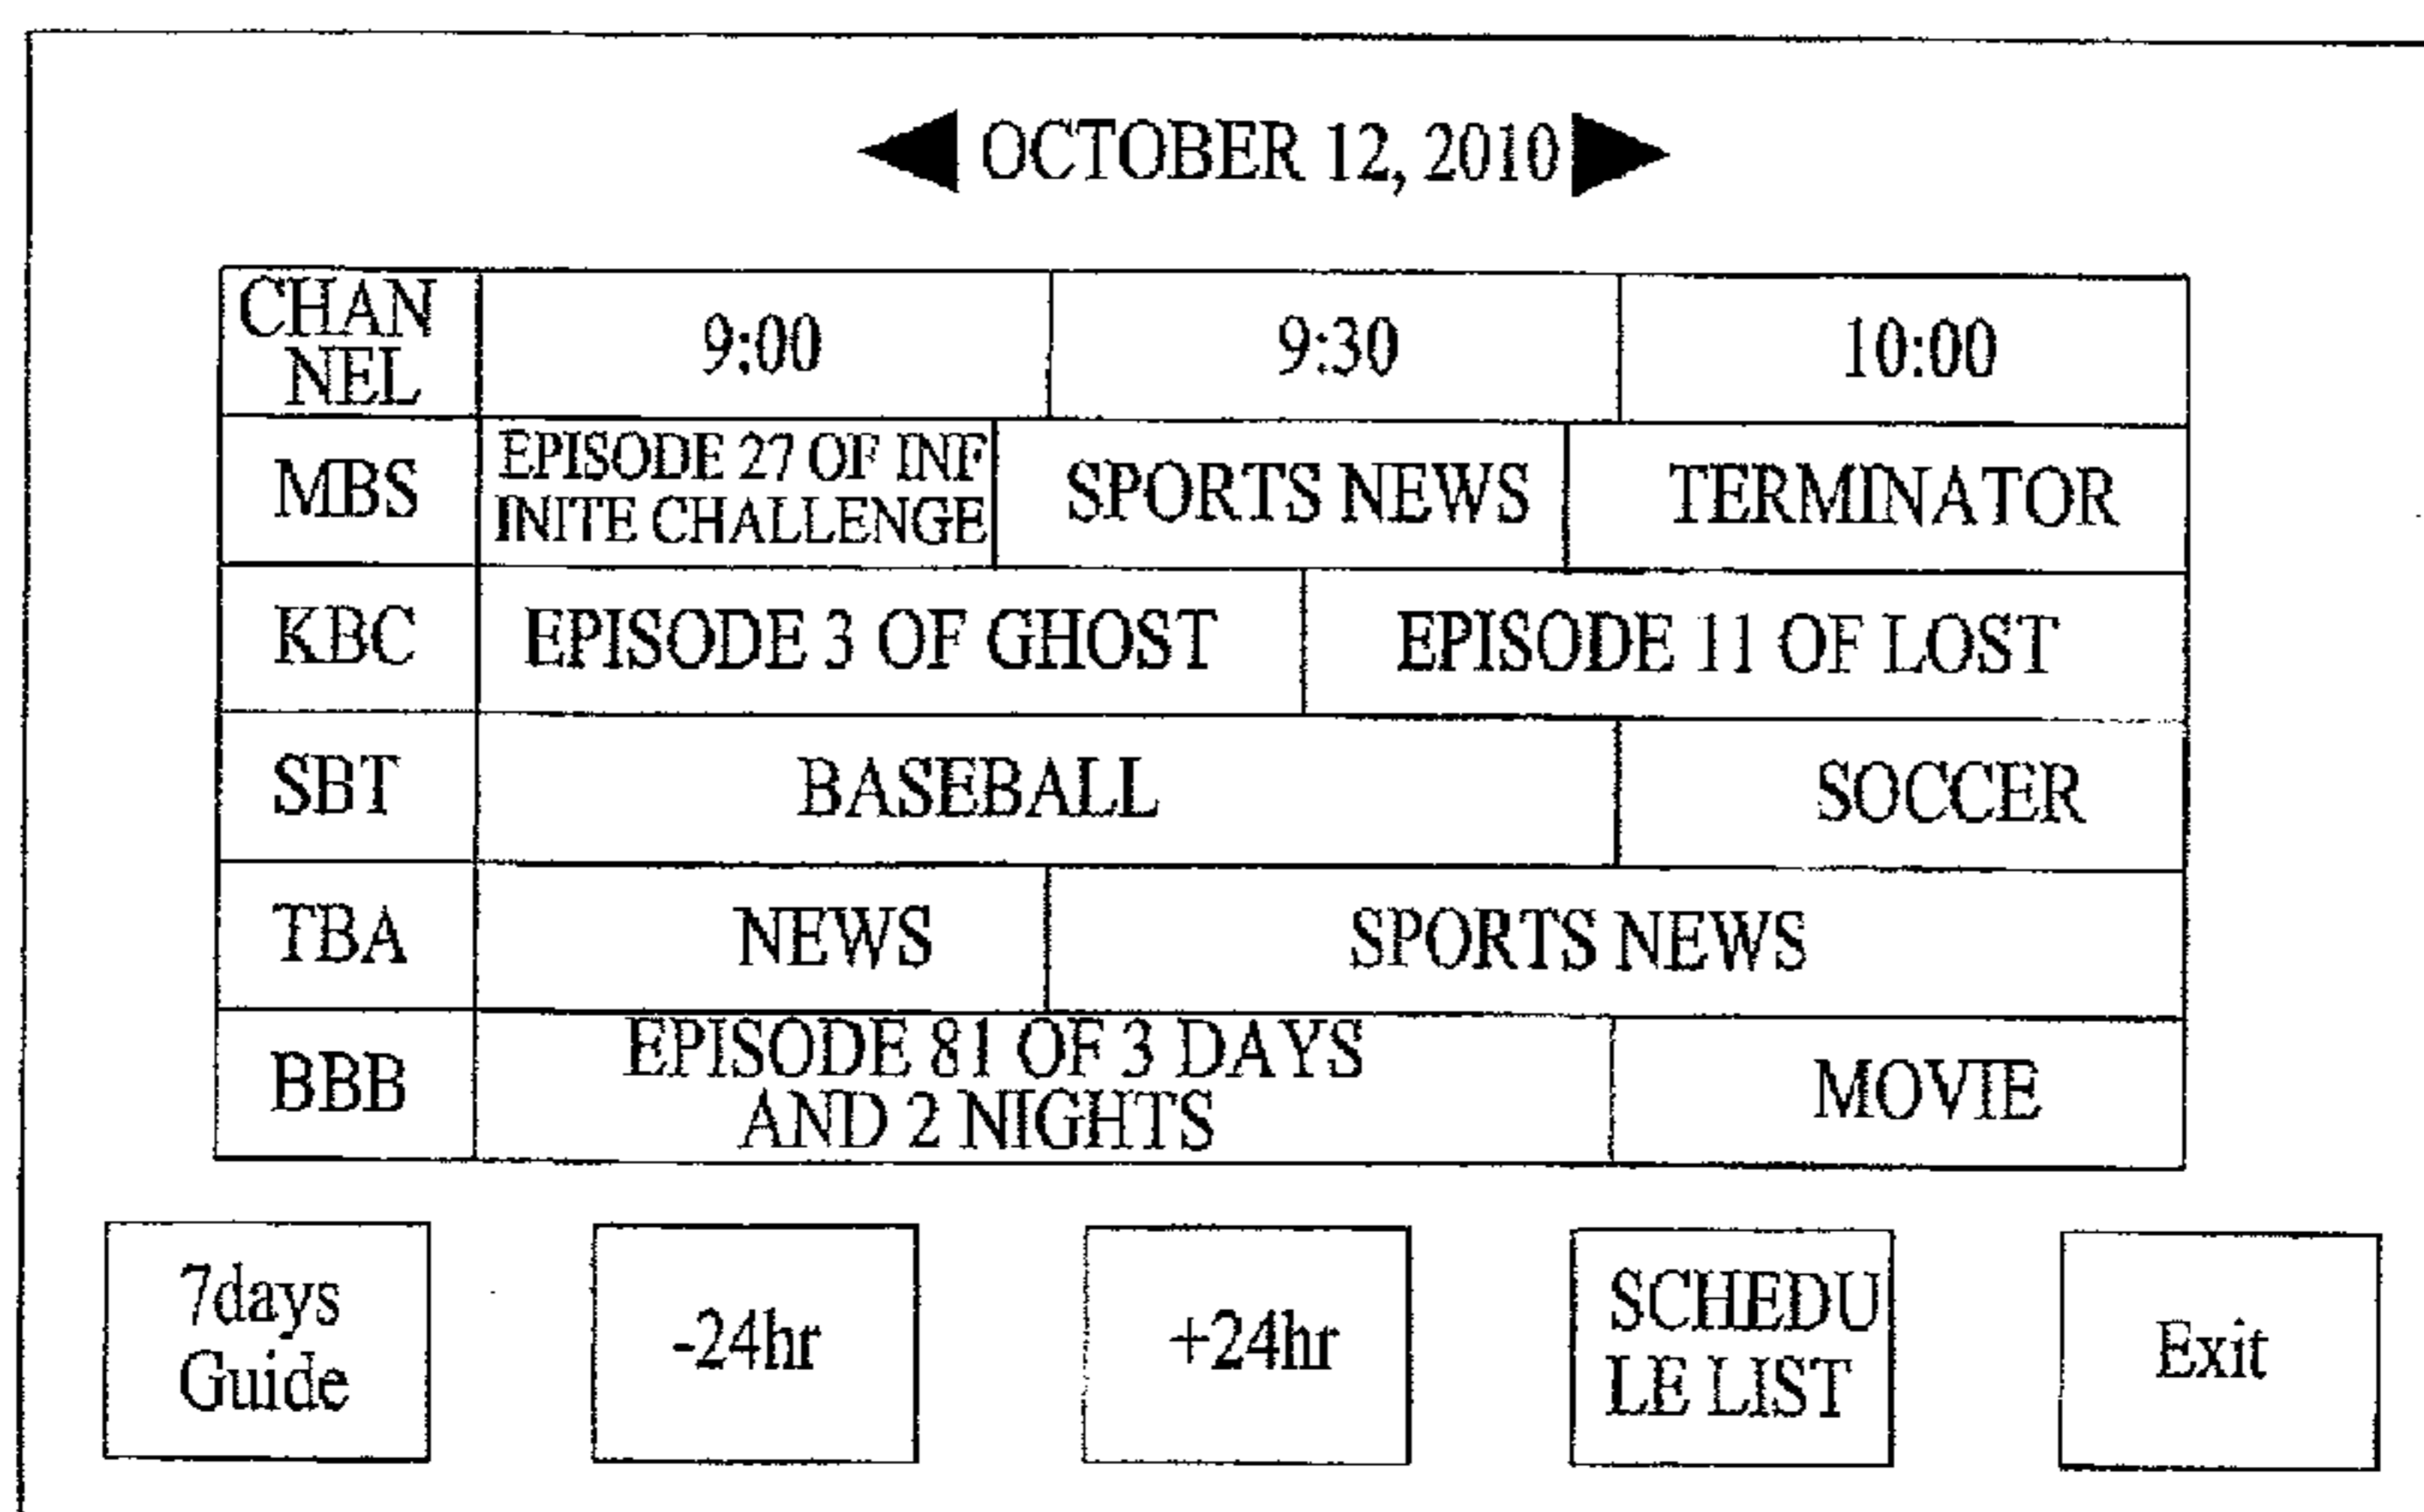 OCTOBER 12, 2010
CHAN
NEL
9:00
9:30
10:00
MBS
EPISODE 27 OF INF
INITE CHALLENGE
SPORTS NEWS
TERMINATOR
KBC
EPISODE 3 OF GHOST
EPISODE 11 OF LOST
SBT
BASEBALL
SOCCER
TBA
NEWS
SPORTS NEWS
BBB
EPISODE 81 OF 3 DAYS
AND 2 NIGHTS
MOVIE
7days
Guide
-24hr
+24hr
SCHEDU
LE LIST
Exit